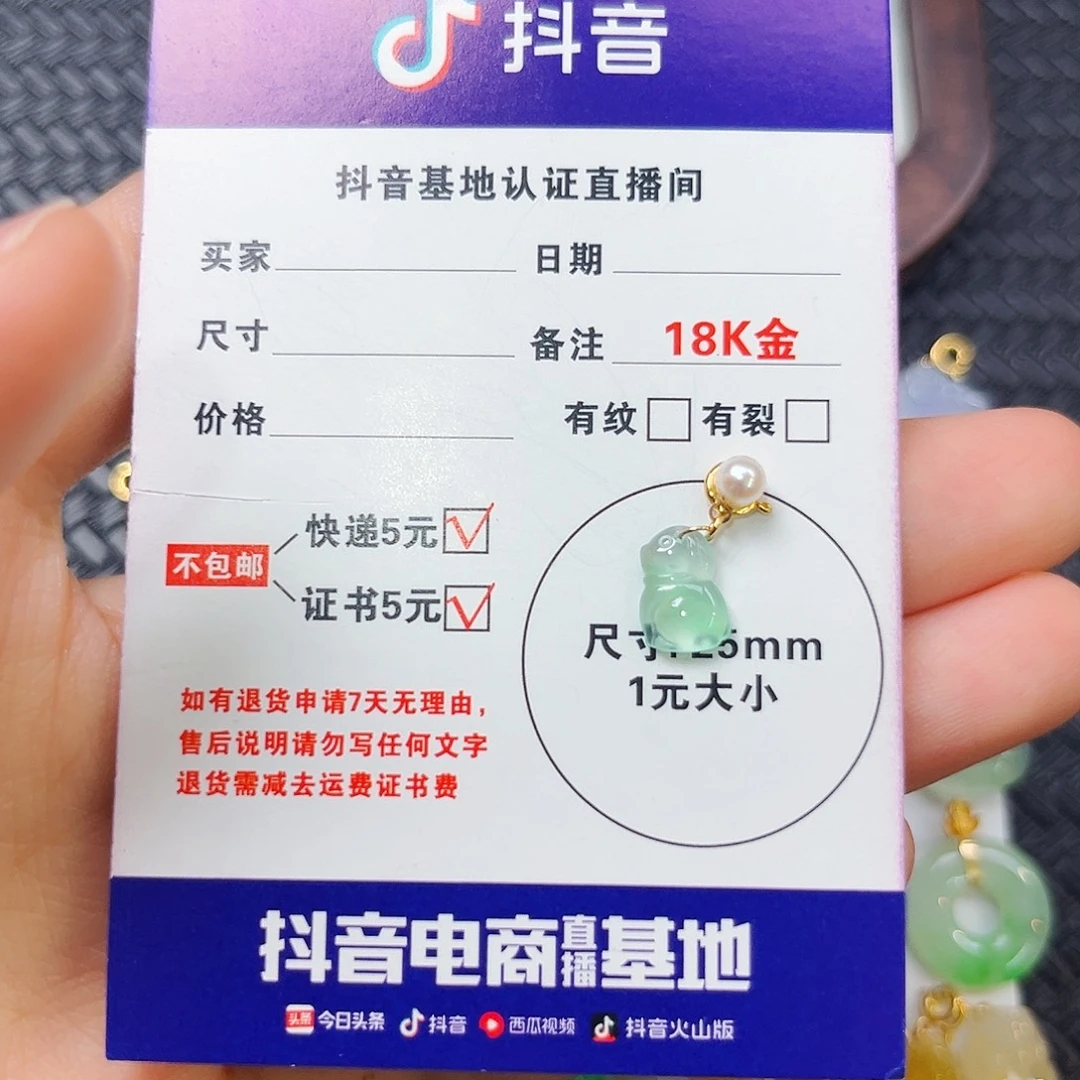 抖音
抖音基地认证直播间
买家 日期
尺寸 备注 18K金
价格 有纹 有裂
快递5元
不包邮
证书5元
尺寸 25mm
1元大小
如有退货申请7天无理由，
售后说明请勿写任何文字
退货需减去运费证书费
抖音电商直播基地
头条 今日头条 抖音 西瓜视频 抖音火山版